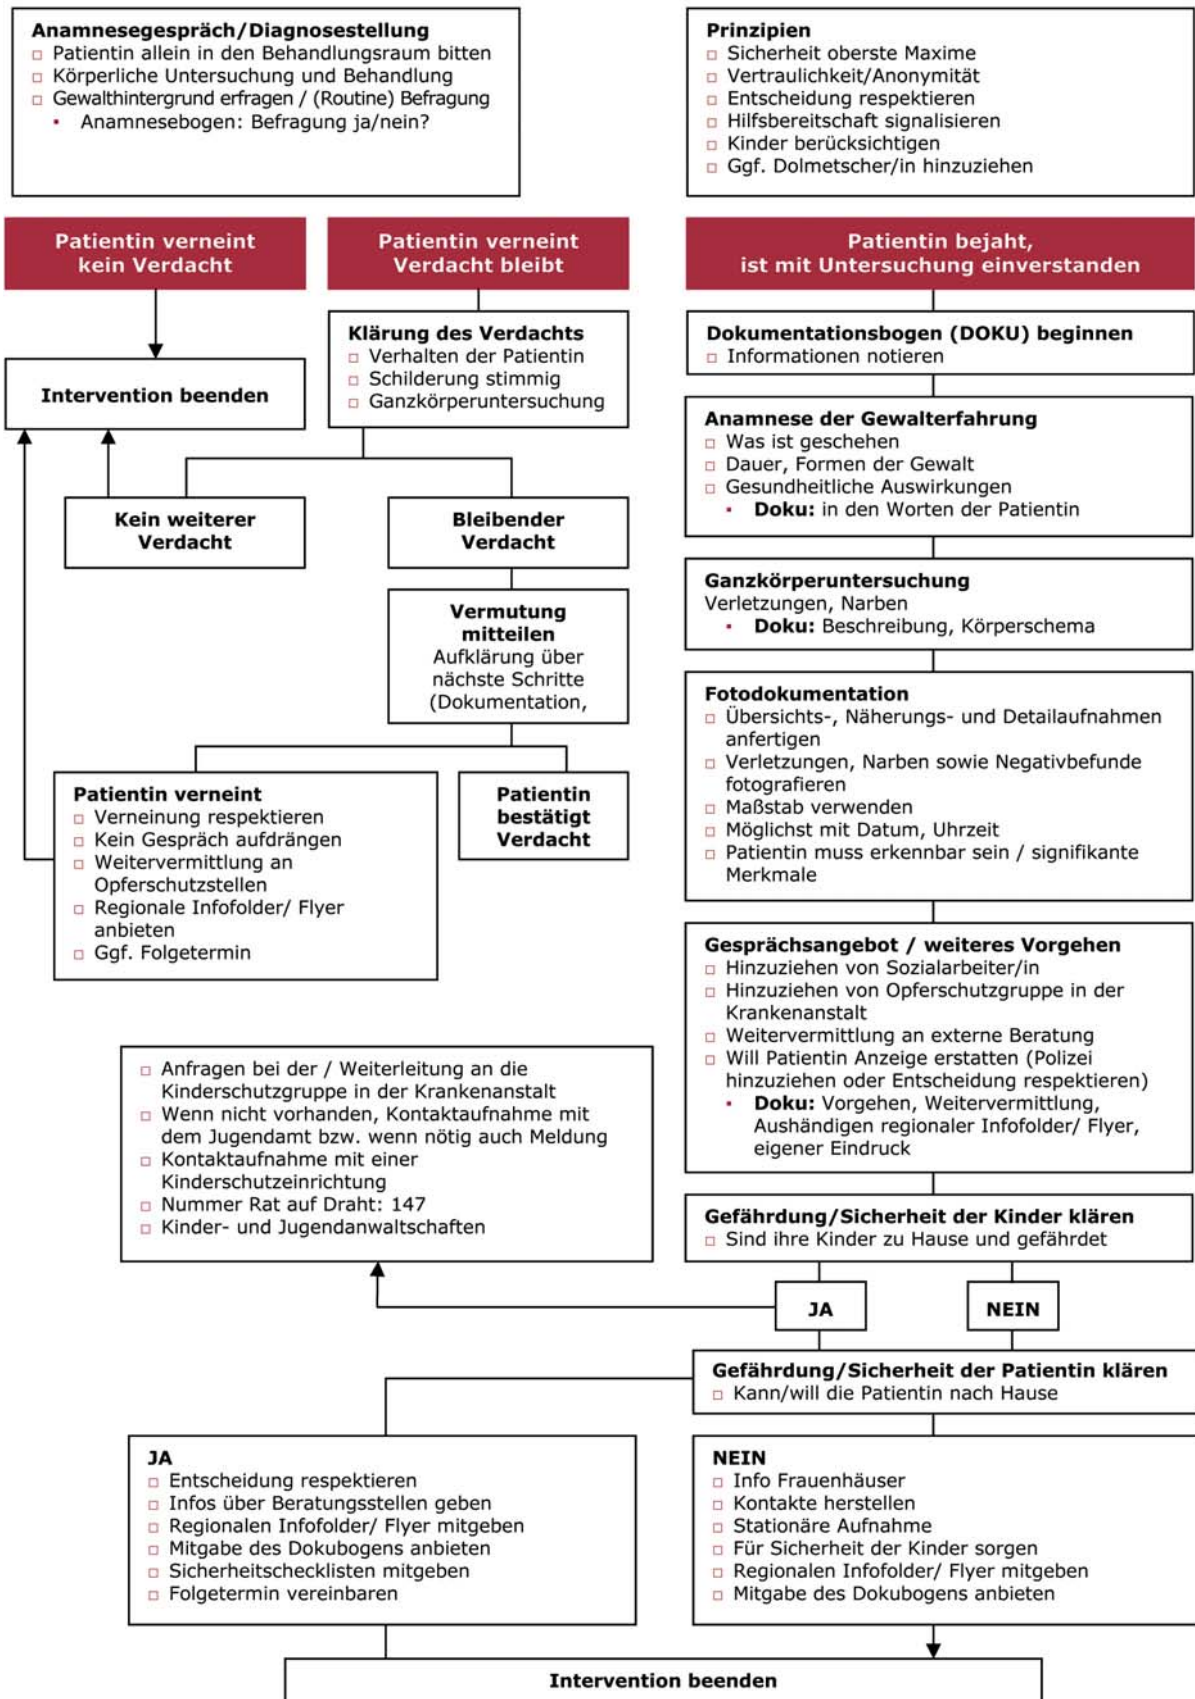 Anamnesegespräch/Diagnosestellung
Patientin allein in den Behandlungsraum bitten
Körperliche Untersuchung und Behandlung
Gewalthintergrund erfragen / (Routine) Befragung
Anamnesebogen: Befragung ja/nein?
Prinzipien
Sicherheit oberste Maxime
Vertraulichkeit/Anonymität
Entscheidung respektieren
Hilfsbereitschaft signalisieren
Kinder berücksichtigen
Ggf. Dolmetscher/in hinzuziehen
Patientin verneint
kein Verdacht
Patientin verneint
Verdacht bleibt
Patientin bejaht,
ist mit Untersuchung einverstanden
Intervention beenden
Klärung des Verdachts
Verhalten der Patientin
Schilderung stimmig
Ganzkörperuntersuchung
Kein weiterer
Verdacht
Bleibender
Verdacht
Vermutung
mitteilen
Aufklärung über
nächste Schritte
(Dokumentation,
Patientin verneint
Verneinung respektieren
Kein Gespräch aufdrängen
Weitervermittlung an
Opferschutzstellen
Regionale Infofolder/ Flyer
anbieten
Ggf. Folgetermin
Patientin
bestätigt
Verdacht
Dokumentationsbogen (DOKU) beginnen
Informationen notieren
Anamnese der Gewalterfahrung
Was ist geschehen
Dauer, Formen der Gewalt
Gesundheitliche Auswirkungen
Doku: in den Worten der Patientin
Ganzkörperuntersuchung
Verletzungen, Narben
Doku: Beschreibung, Körperschema
Fotodokumentation
Übersichts-, Näherungs- und Detailaufnahmen
anfertigen
Verletzungen, Narben sowie Negativbefunde
fotografieren
Maßstab verwenden
Möglichst mit Datum, Uhrzeit
Patientin muss erkennbar sein / signifikante
Merkmale
Gesprächsangebot / weiteres Vorgehen
Hinzuziehen von Sozialarbeiter/in
Hinzuziehen von Opferschutzgruppe in der
Krankenanstalt
Weitervermittlung an externe Beratung
Will Patientin Anzeige erstatten (Polizei
hinzuziehen oder Entscheidung respektieren)
Doku: Vorgehen, Weitervermittlung,
Aushändigen regionaler Infofolder/ Flyer,
eigener Eindruck
Gefährdung/Sicherheit der Kinder klären
Sind ihre Kinder zu Hause und gefährdet
JA
NEIN
Anfragen bei der / Weiterleitung an die
Kinderschutzgruppe in der Krankenanstalt
Wenn nicht vorhanden, Kontaktaufnahme mit
dem Jugendamt bzw. wenn nötig auch Meldung
Kontaktaufnahme mit einer
Kinderschutzeinrichtung
Nummer Rat auf Draht: 147
Kinder- und Jugendanwaltschaften
Gefährdung/Sicherheit der Patientin klären
Kann/will die Patientin nach Hause
JA
Entscheidung respektieren
Infos über Beratungsstellen geben
Regionalen Infofolder/ Flyer mitgeben
Mitgabe des Dokubogens anbieten
Sicherheitschecklisten mitgeben
Folgetermin vereinbaren
NEIN
Info Frauenhäuser
Kontakte herstellen
Stationäre Aufnahme
Für Sicherheit der Kinder sorgen
Regionalen Infofolder/ Flyer mitgeben
Mitgabe des Dokubogens anbieten
Intervention beenden